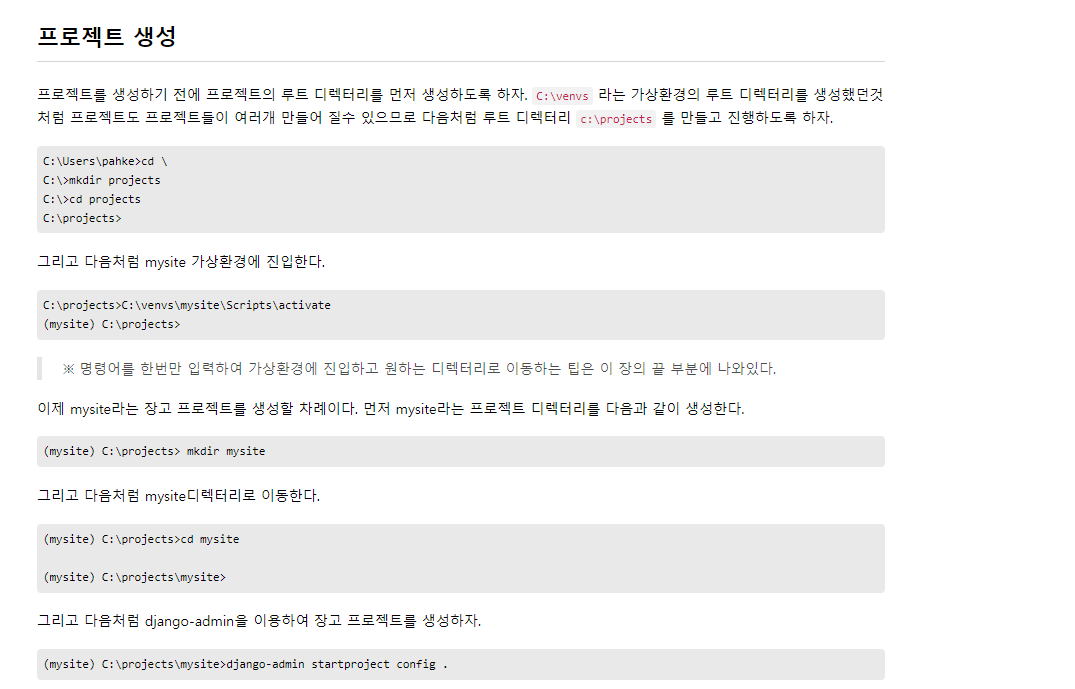 프로젝트 생성
프로젝트를 생성하기 전에 프로젝트의 루트 디렉터리를 먼저 생성하도록 하자. C:\venvs 라는 가상환경의 루트 디렉터리를 생성했던것
처럼 프로젝트도 프로젝트들이 여러개 만들어 질수 있으므로 다음처럼 루트 디렉터리 c:\projects 를 만들고 진행하도록 하자.
C:\Users\pahke>cd \
C:\>mkdir projects
C:\>cd projects
C:\projects>
그리고 다음처럼 mysite 가상환경에 진입한다.
C:\projects>C:\venvs\mysite\Scripts\activate
(mysite) C:\projects>
※ 명령어를 한번만 입력하여 가상환경에 진입하고 원하는 디렉터리로 이동하는 팁은 이 장의 끝 부분에 나와있다.
이제 mysite라는 장고 프로젝트를 생성할 차례이다. 먼저 mysite라는 프로젝트 디렉터리를 다음과 같이 생성한다.
(mysite) C:\projects> mkdir mysite
그리고 다음처럼 mysite디렉터리로 이동한다.
(mysite) C:\projects>cd mysite
(mysite) C:\projects\mysite>
그리고 다음처럼 django-admin을 이용하여 장고 프로젝트를 생성하자.
(mysite) C:\projects\mysite>django-admin startproject config .